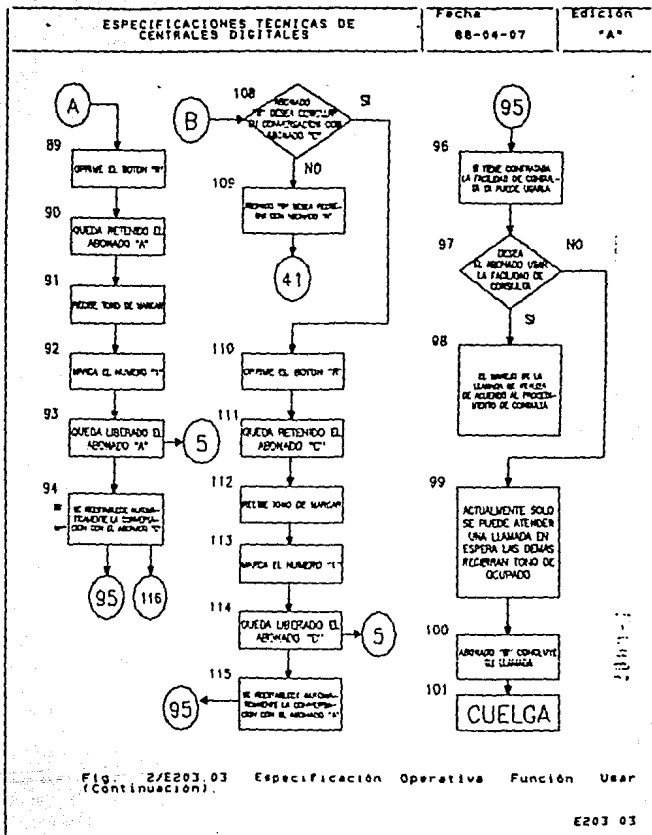 ESPECIFICACIONES TECNICAS DE
CENTRALES DIGITALES
Fecha
88-04-07
Edición
"A"
A
89
OPRIME EL BOTON "R"
90
QUEDA RETENIDO EL
ABONADO "A"
91
RECIBE TONO DE MARCAR
92
MARCA EL NUMERO "1"
93
QUEDA LIBERADO EL
ABONADO "A"
5
94
SE REESTABLECE AUTOMA-
TICAMENTE LA CONVERSA-
CION CON EL ABONADO "C"
95
116
B
108
ABONADO
"B" DESEA CONCLUIR
SU CONVERSACION CON
ABONADO "C"
SI
NO
109
ABONADO "B" DESEA
CON ABONADO "A"
41
110
OPRIME EL BOTON "R"
111
QUEDA RETENIDO EL
ABONADO "C"
112
RECIBE TONO DE MARCAR
113
MARCA EL NUMERO "1"
114
QUEDA LIBERADO EL
ABONADO "C"
5
115
SE REESTABLECE AUTOMA-
TICAMENTE LA CONVERSA-
CION CON EL ABONADO "A"
95
95
96
SI TIENE CONTRATADA
LA FACILIDAD DE CONSUL-
TA PUEDE USARLA
97
DESEA
EL ABONADO USAR
LA FACILIDAD DE
CONSULTA
NO
SI
98
EL MANEJO DE LA
LLAMADA SE REALIZA
DE ACUERDO AL PROCEDI-
MIENTO DE CONSULTA
99
ACTUALMENTE SOLO
SE PUEDE ATENDER
UNA LLAMADA EN
ESPERA LAS DEMAS
RECIBIRAN TONO DE
OCUPADO
100
ABONADO "B" CONCLUYE
SU LLAMADA
101
CUELGA
Fig. 2/E203.03 Especificación Operativa Función Usar
(Continuación).
E203 03